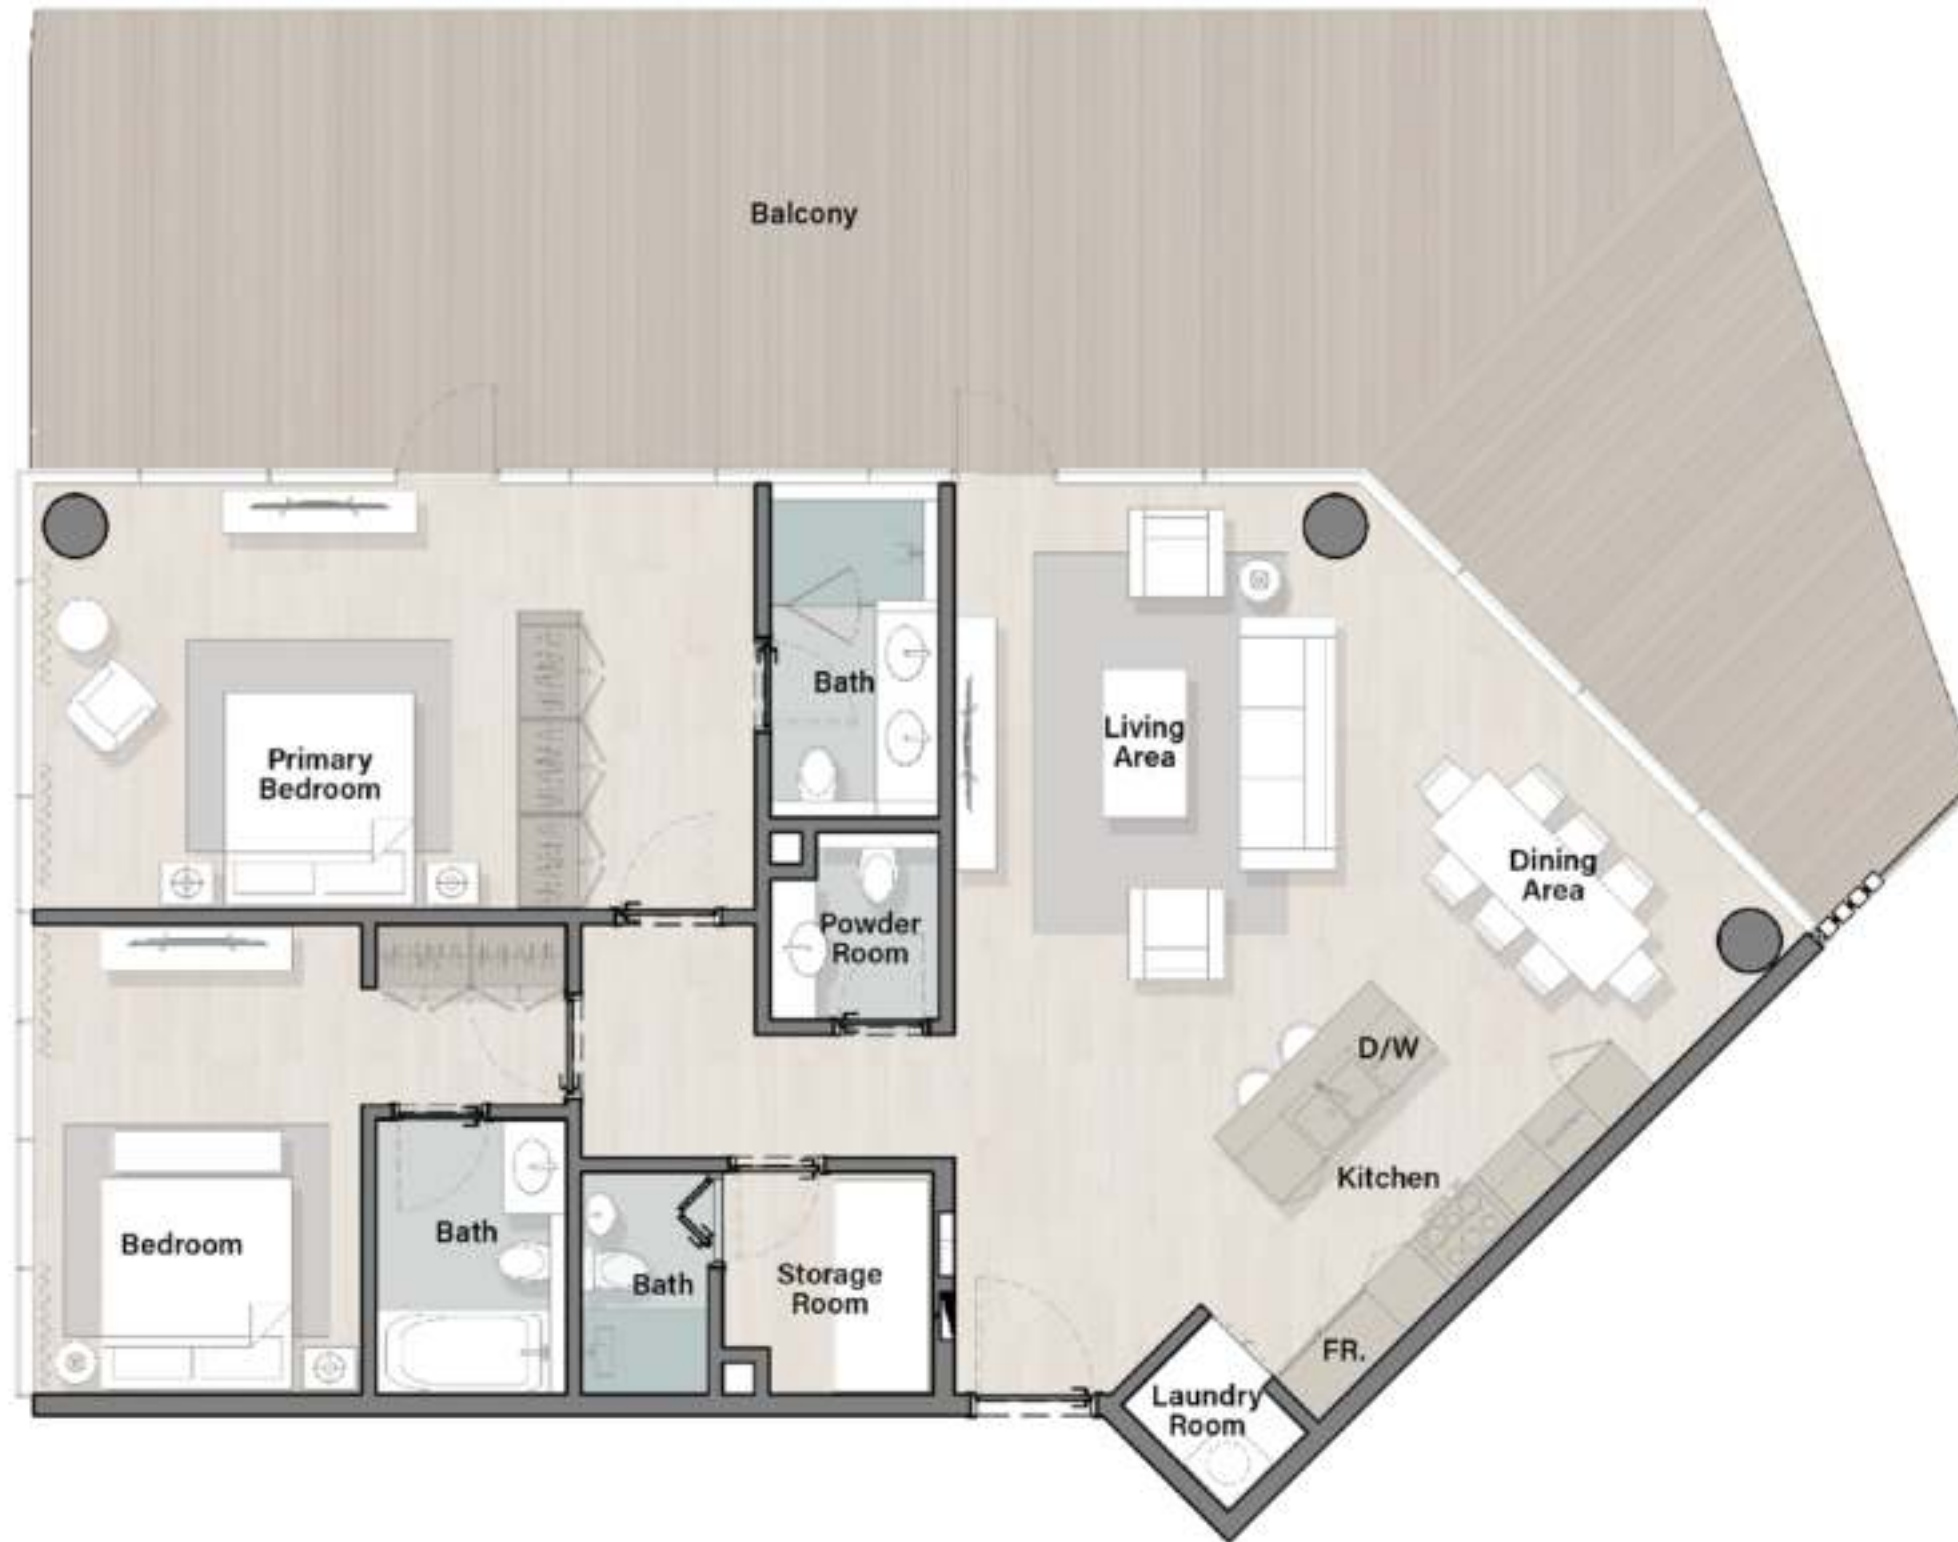 Balcony
Primary
Bedroom
Bath
Living
Area
Dining
Area
Powder
Room
D/W
Kitchen
Bedroom
Bath
Bath
Storage
Room
FR.
Laundry
Room